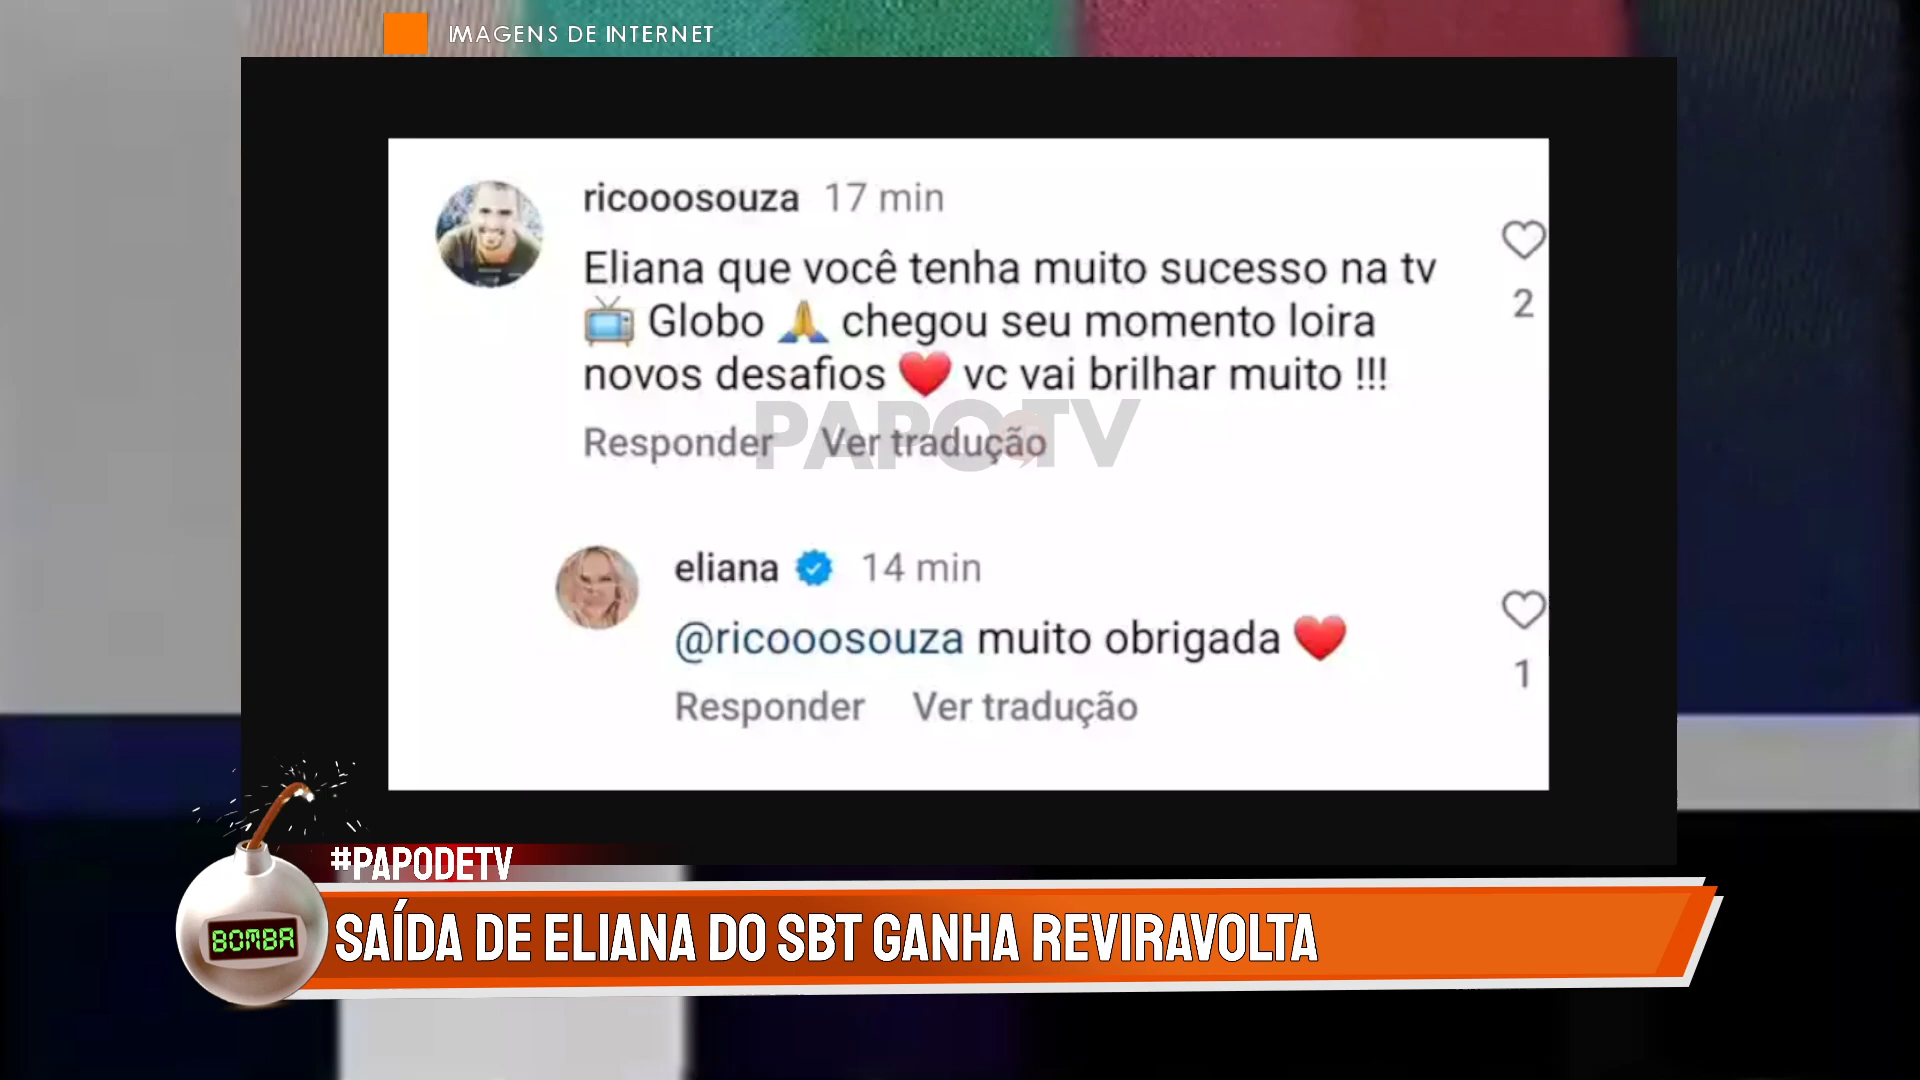 IMAGENS DE INTERNET
ricooosouza 17 min
Eliana que você tenha muito sucesso na tv
📺 Globo 🙏 chegou seu momento loira
novos desafios ❤️ vc vai brilhar muito !!!
2
PAPO TV
Responder Ver tradução
eliana 14 min
@ricooosouza muito obrigada ❤️
1
Responder Ver tradução
#PAPODETV
BOMBA
SAÍDA DE ELIANA DO SBT GANHA REVIRAVOLTA